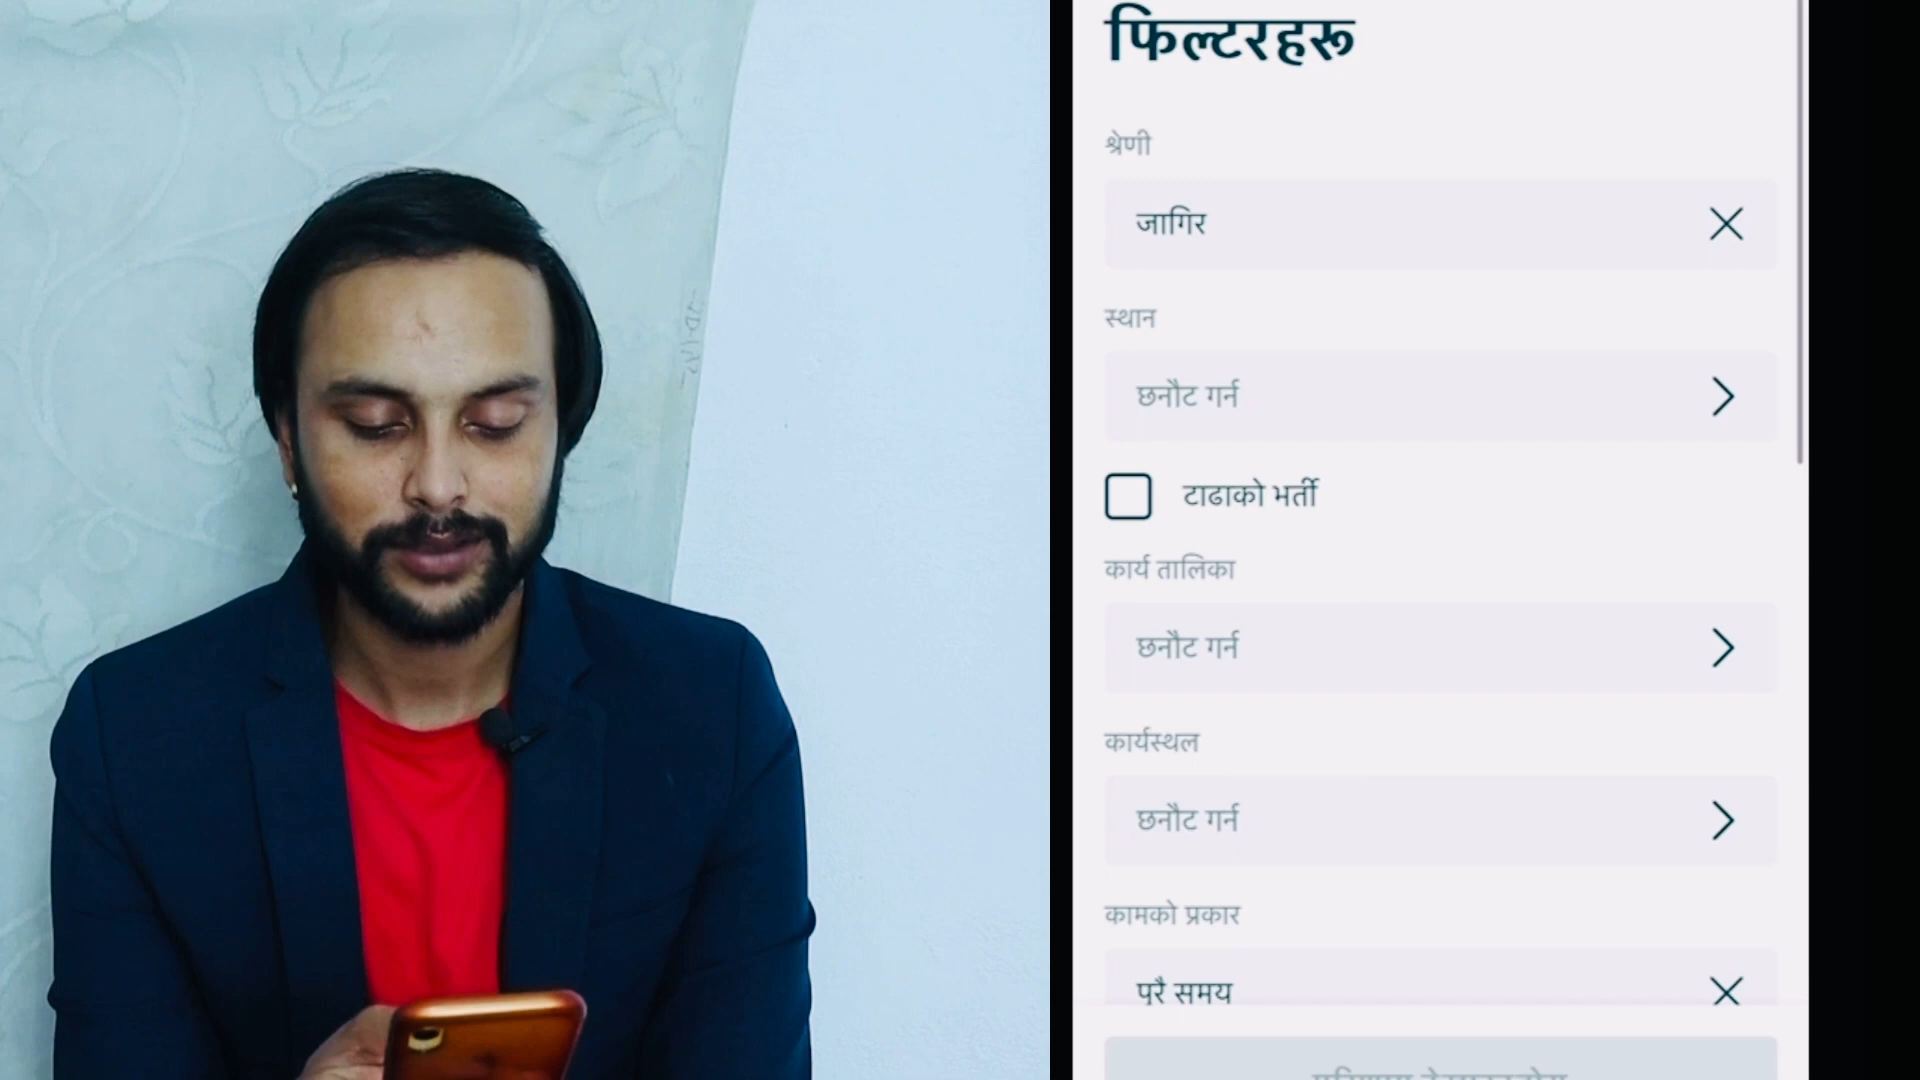 फिल्टरहरू
श्रेणी
जागिर
स्थान
छनौट गर्न
टाढाको भर्ती
कार्य तालिका
छनौट गर्न
कार्यस्थल
छनौट गर्न
कामको प्रकार
पूरै समय